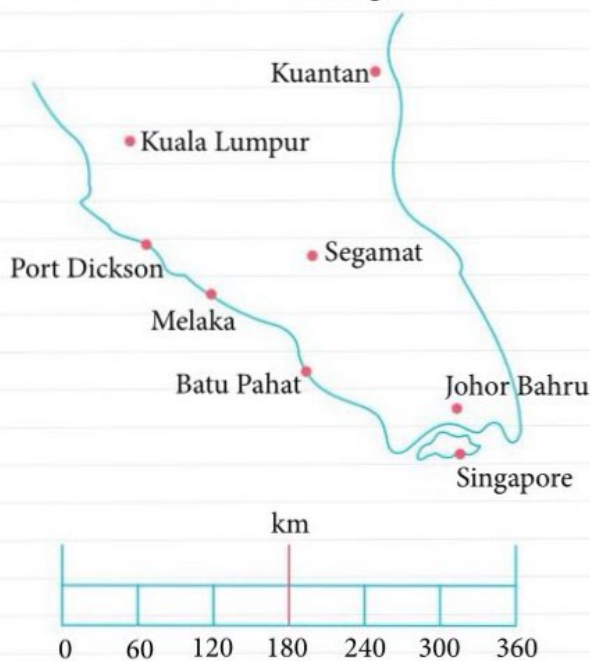 Kuantan
Kuala Lumpur
Segamat
Port Dickson
Melaka
Batu Pahat
Johor Bahru
Singapore
km
0 60 120 180 240 300 360